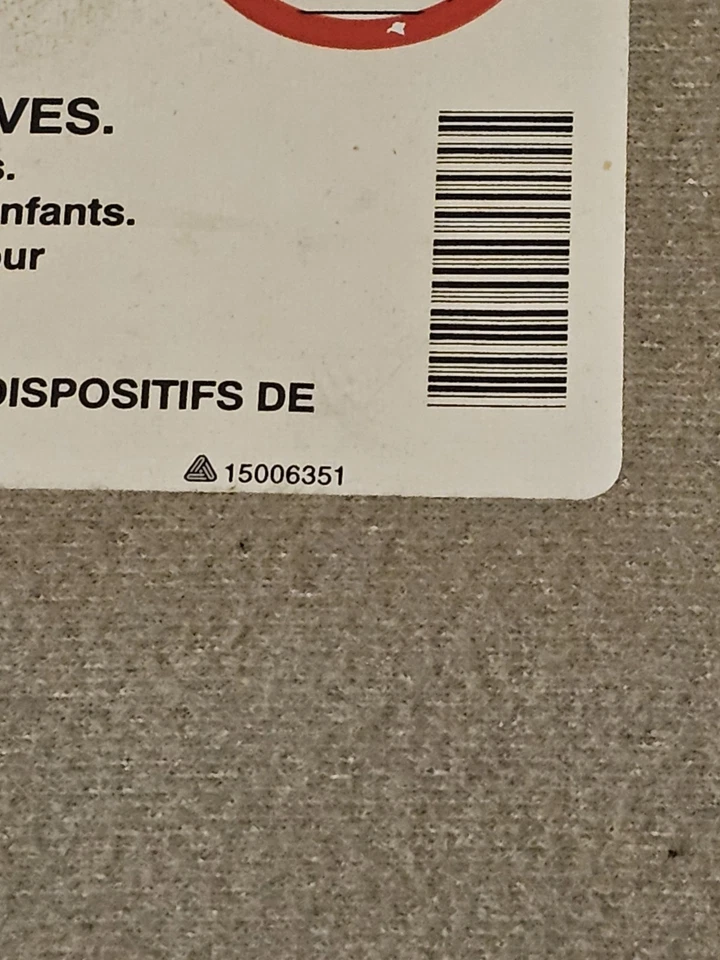 VES.
s.
nfants.
our
DISPOSITIFS DE
15006351